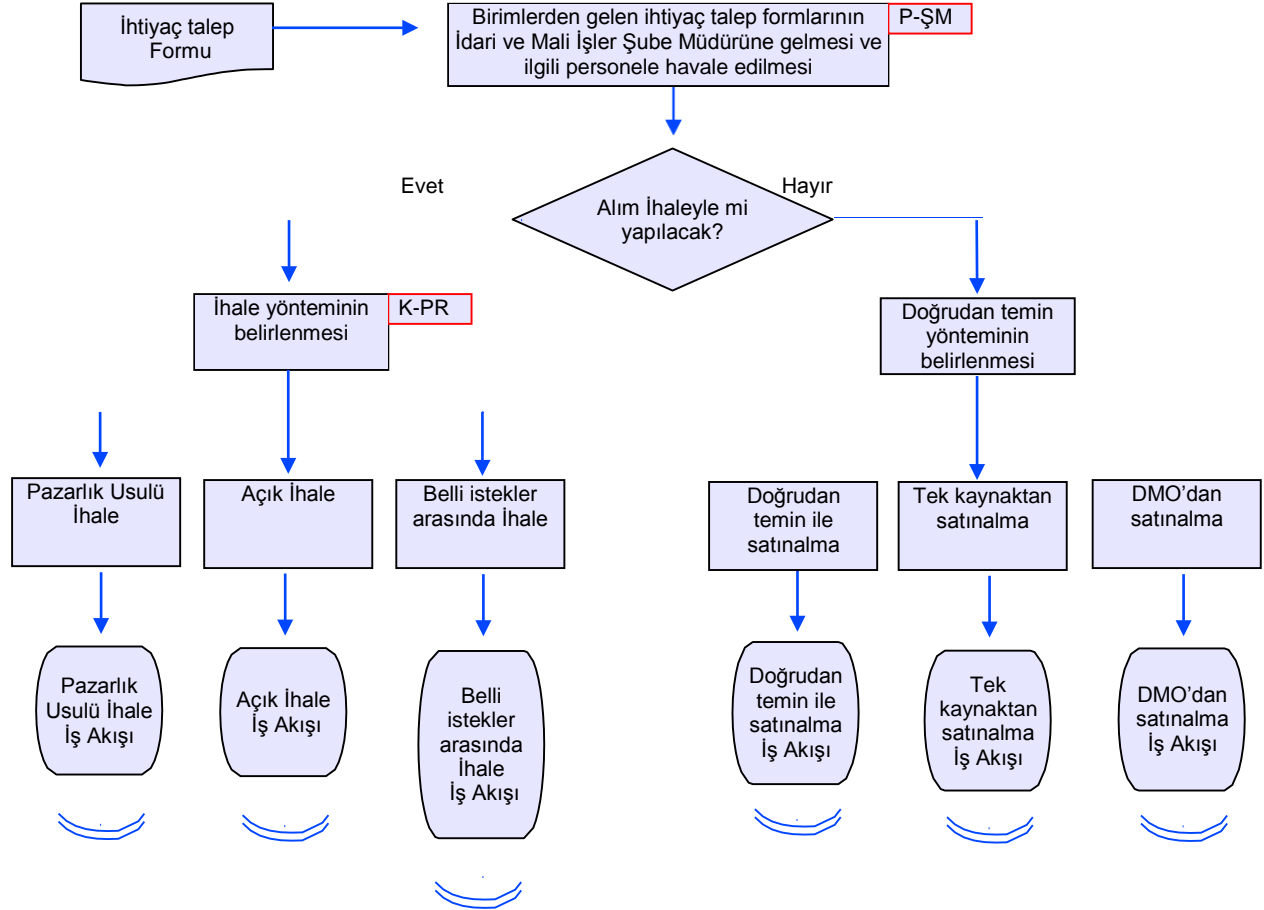 İhtiyaç talep
Formu
Birimlerden gelen ihtiyaç talep formlarının
İdari ve Mali İşler Şube Müdürüne gelmesi ve
ilgili personele havale edilmesi
P-ŞM
Evet
Hayır
Alım İhaleyle mi
yapılacak?
İhale yönteminin
belirlenmesi
K-PR
Doğrudan temin
yönteminin
belirlenmesi
Pazarlık Usulü
İhale
Açık İhale
Belli istekler
arasında İhale
Doğrudan
temin ile
satınalma
Tek kaynaktan
satınalma
DMO’dan
satınalma
Pazarlık
Usulü İhale
İş Akışı
Açık İhale
İş Akışı
Belli
istekler
arasında
İhale
İş Akışı
Doğrudan
temin ile
satınalma
İş Akışı
Tek
kaynaktan
satınalma
İş Akışı
DMO’dan
satınalma
İş Akışı